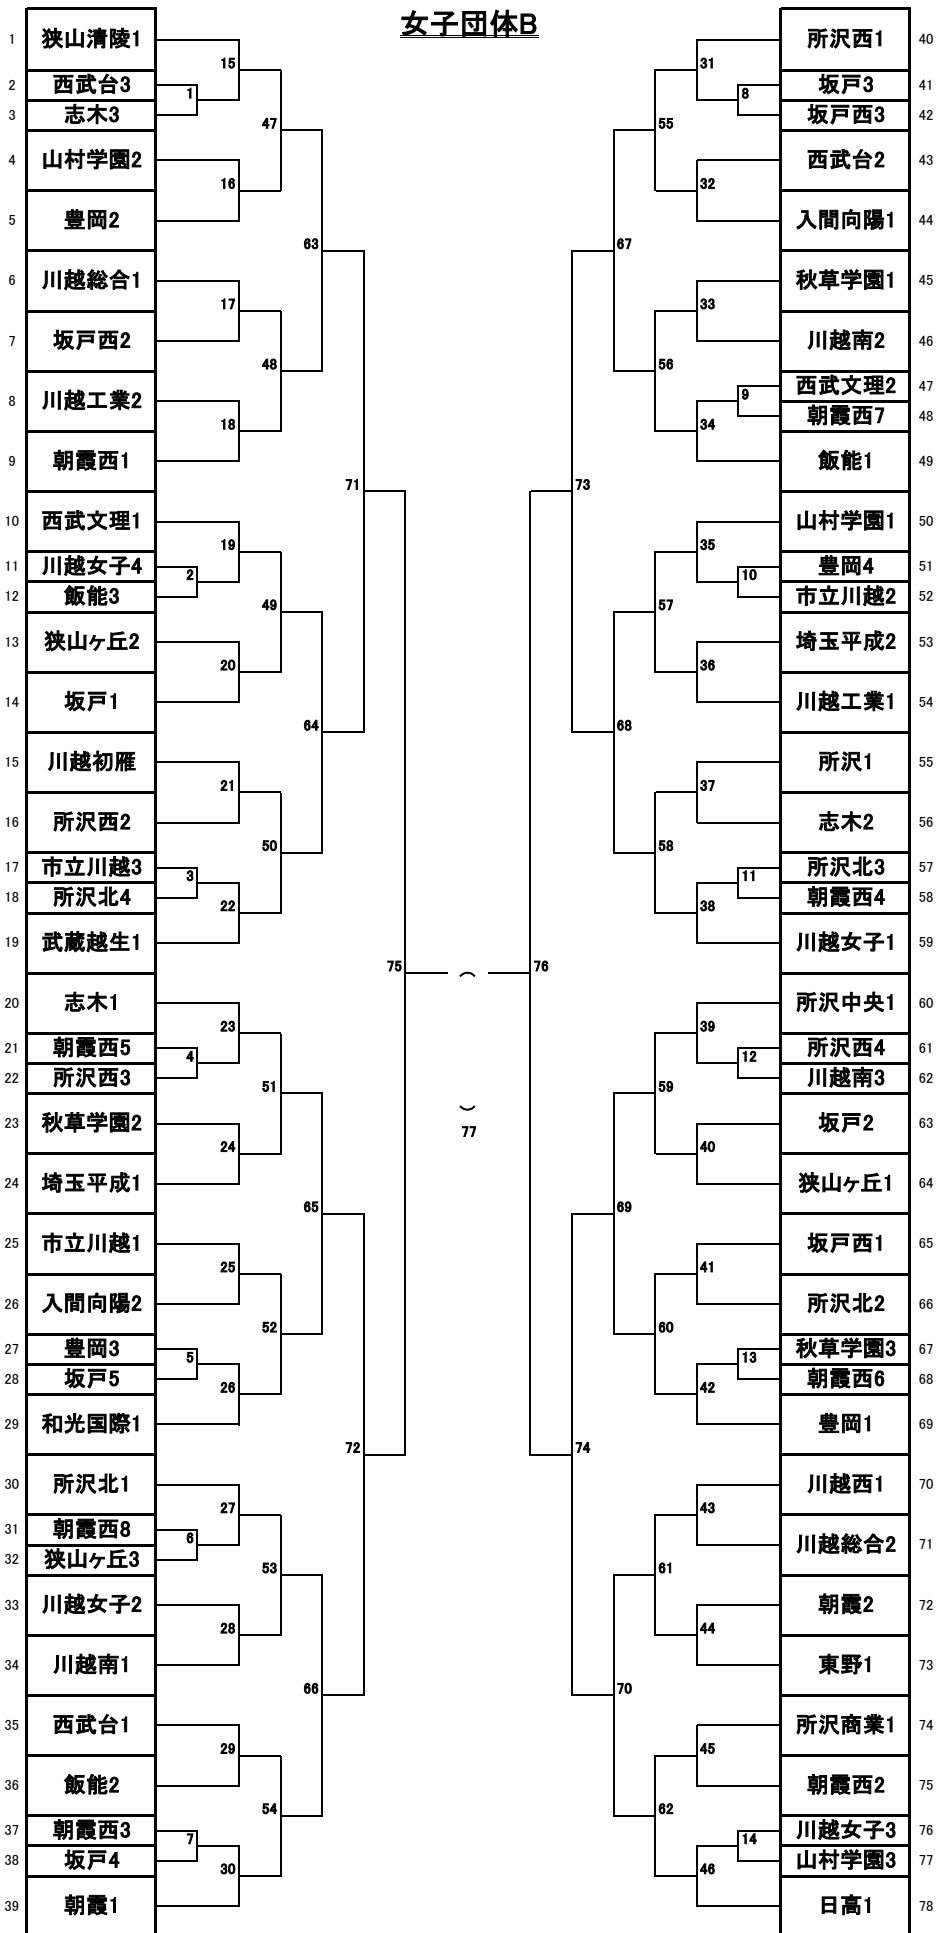 女子団体B
1 狭山清陵1
2 西武台3
3 志木3
4 山村学園2
5 豊岡2
6 川越総合1
7 坂戸西2
8 川越工業2
9 朝霞西1
10 西武文理1
11 川越女子4
12 飯能3
13 狭山ヶ丘2
14 坂戸1
15 川越初雁
16 所沢西2
17 市立川越3
18 所沢北4
19 武蔵越生1
20 志木1
21 朝霞西5
22 所沢西3
23 秋草学園2
24 埼玉平成1
25 市立川越1
26 入間向陽2
27 豊岡3
28 坂戸5
29 和光国際1
30 所沢北1
31 朝霞西8
32 狭山ヶ丘3
33 川越女子2
34 川越南1
35 西武台1
36 飯能2
37 朝霞西3
38 坂戸4
39 朝霞1
1
2
3
4
5
6
7
15
16
17
18
19
20
21
22
23
24
25
26
27
28
29
30
47
48
49
50
51
52
53
54
63
64
65
66
71
72
75
77
76
73
74
67
68
69
70
55
56
57
58
59
60
61
62
31
32
33
34
35
36
37
38
39
40
41
42
43
44
45
46
8
9
10
11
12
13
14
所沢西1 40
坂戸3 41
坂戸西3 42
西武台2 43
入間向陽1 44
秋草学園1 45
川越南2 46
西武文理2 47
朝霞西7 48
飯能1 49
山村学園1 50
豊岡4 51
市立川越2 52
埼玉平成2 53
川越工業1 54
所沢1 55
志木2 56
所沢北3 57
朝霞西4 58
川越女子1 59
所沢中央1 60
所沢西4 61
川越南3 62
坂戸2 63
狭山ヶ丘1 64
坂戸西1 65
所沢北2 66
秋草学園3 67
朝霞西6 68
豊岡1 69
川越西1 70
川越総合2 71
朝霞2 72
東野1 73
所沢商業1 74
朝霞西2 75
川越女子3 76
山村学園3 77
日高1 78